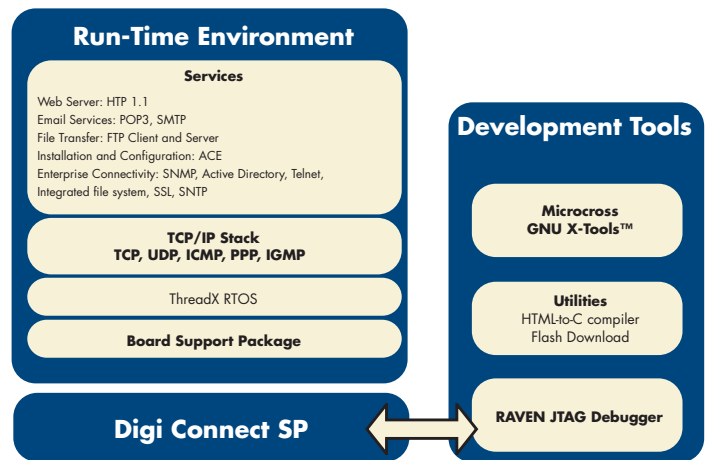 Run-Time Environment
Services
Web Server: HTP 1.1
Email Services: POP3, SMTP
File Transfer: FTP Client and Server
Installation and Configuration: ACE
Enterprise Connectivity: SNMP, Active Directory, Telnet,
Integrated file system, SSL, SNTP
TCP/IP Stack
TCP, UDP, ICMP, PPP, IGMP
ThreadX RTOS
Board Support Package
Digi Connect SP
Development Tools
Microcross
GNU X-Tools™
Utilities
HTML-to-C compiler
Flash Download
RAVEN JTAG Debugger